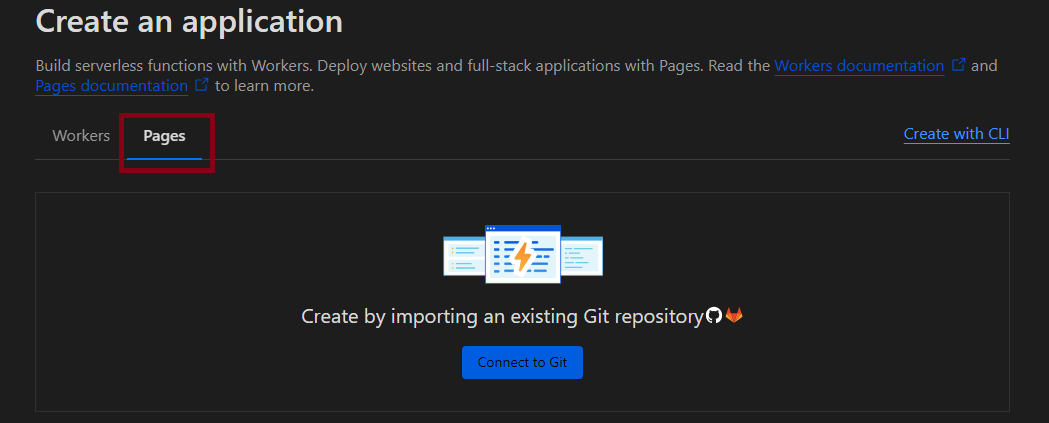 Create an application
Build serverless functions with Workers. Deploy websites and full-stack applications with Pages. Read the Workers documentation and
Pages documentation to learn more.
Workers Pages Create with CLI
Create by importing an existing Git repository
Connect to Git